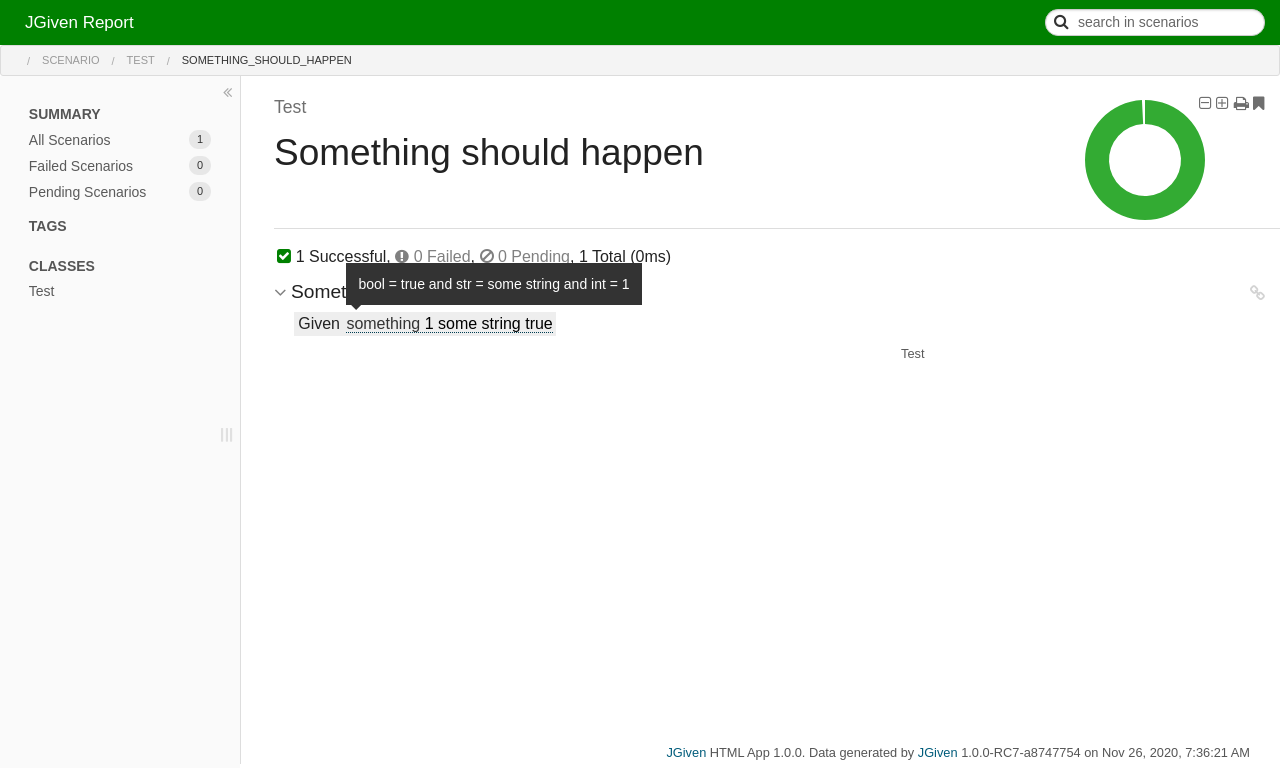 JGiven Report
search in scenarios
/ SCENARIO / TEST / SOMETHING_SHOULD_HAPPEN
SUMMARY
All Scenarios 1
Failed Scenarios 0
Pending Scenarios 0
TAGS
CLASSES
Test
Test
Something should happen
1 Successful, 0 Failed, 0 Pending, 1 Total (0ms)
bool = true and str = some string and int = 1
Given something 1 some string true
Test
JGiven HTML App 1.0.0. Data generated by JGiven 1.0.0-RC7-a8747754 on Nov 26, 2020, 7:36:21 AM